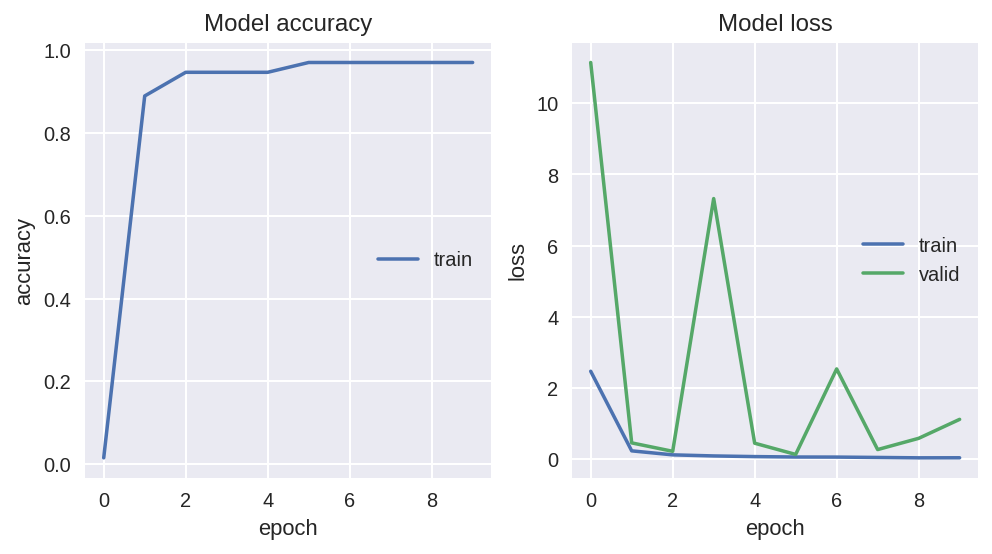 Model accuracy
1.0
0.8
0.6
0.4
0.2
0.0
accuracy
train
0 2 4 6 8
epoch
Model loss
10
8
6
4
2
0
loss
train
valid
0 2 4 6 8
epoch